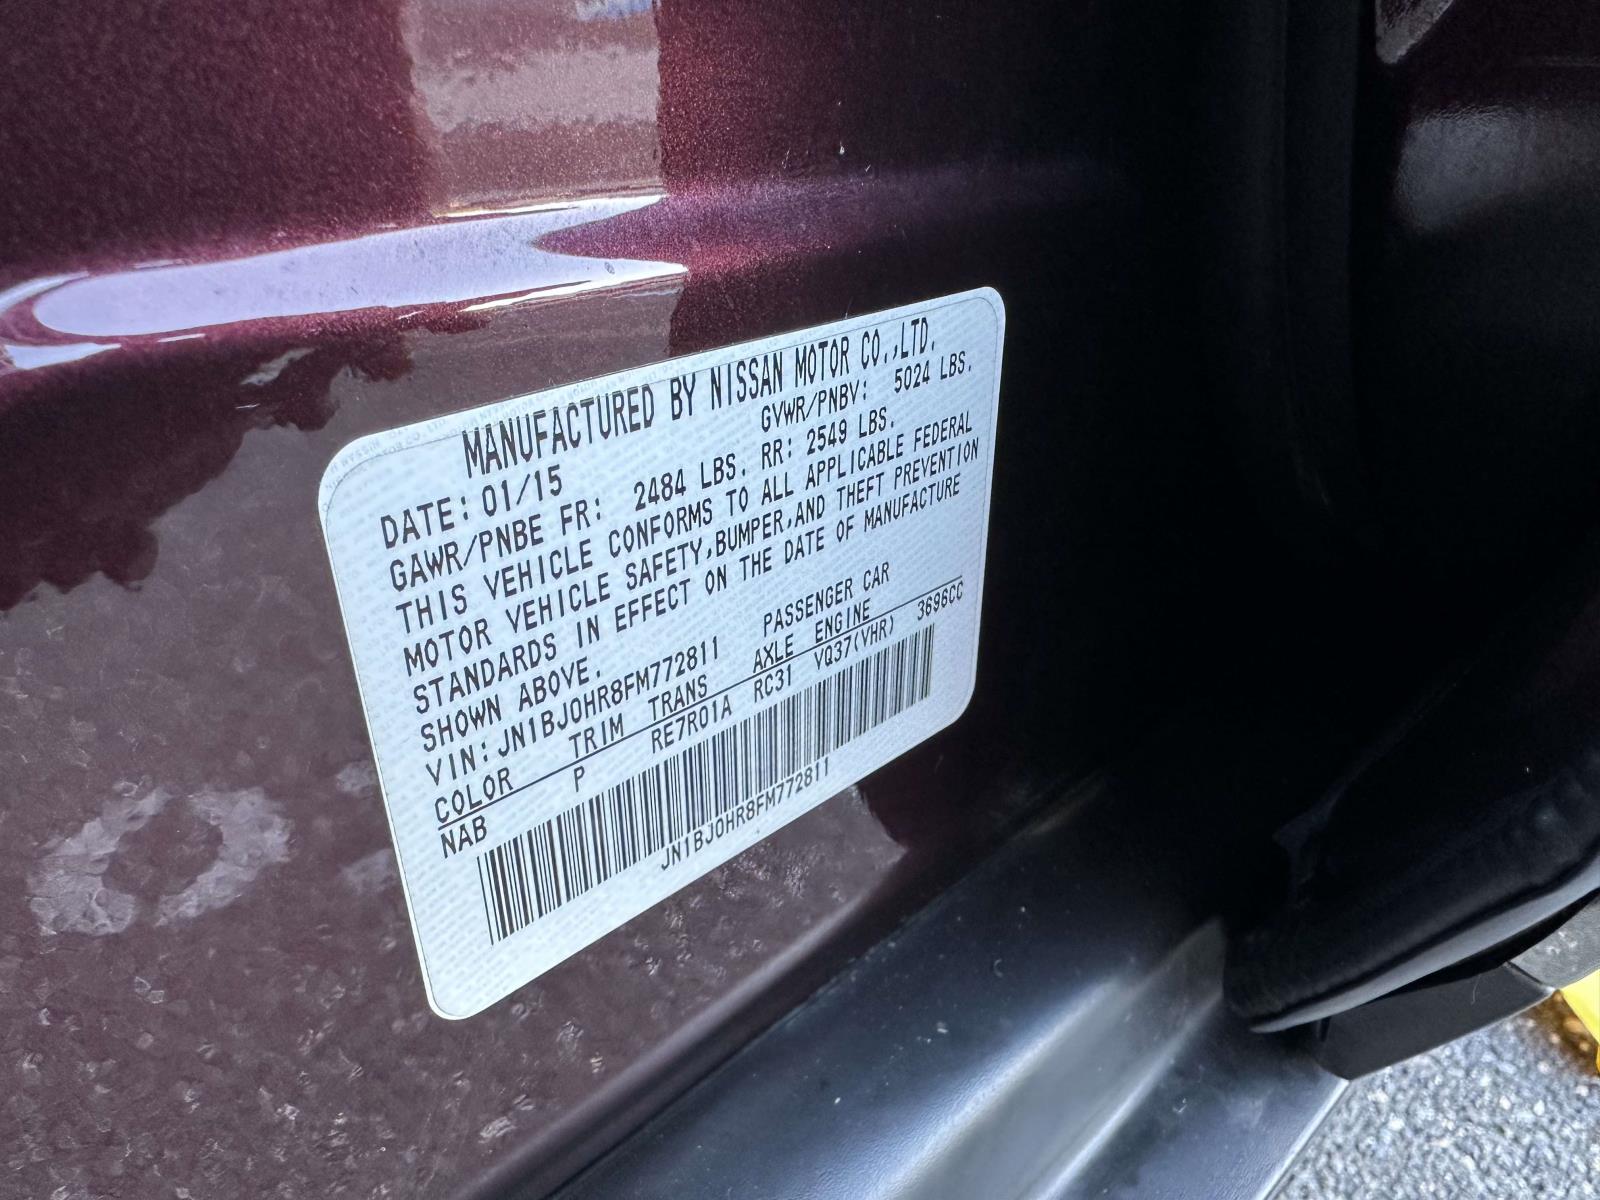 MANUFACTURED BY NISSAN MOTOR CO.,LTD.
DATE: 01/15 GVWR/PNBV: 5024 LBS.
GAWR/PNBE FR: 2484 LBS. RR: 2549 LBS.
THIS VEHICLE CONFORMS TO ALL APPLICABLE FEDERAL
MOTOR VEHICLE SAFETY,BUMPER,AND THEFT PREVENTION
STANDARDS IN EFFECT ON THE DATE OF MANUFACTURE
SHOWN ABOVE.
VIN: JN1BJ0HR8FM772811 PASSENGER CAR
COLOR TRIM TRANS AXLE ENGINE
NAB P RE7R01A RC31 VQ37(VHR) 3696CC
JN1BJ0HR8FM772811